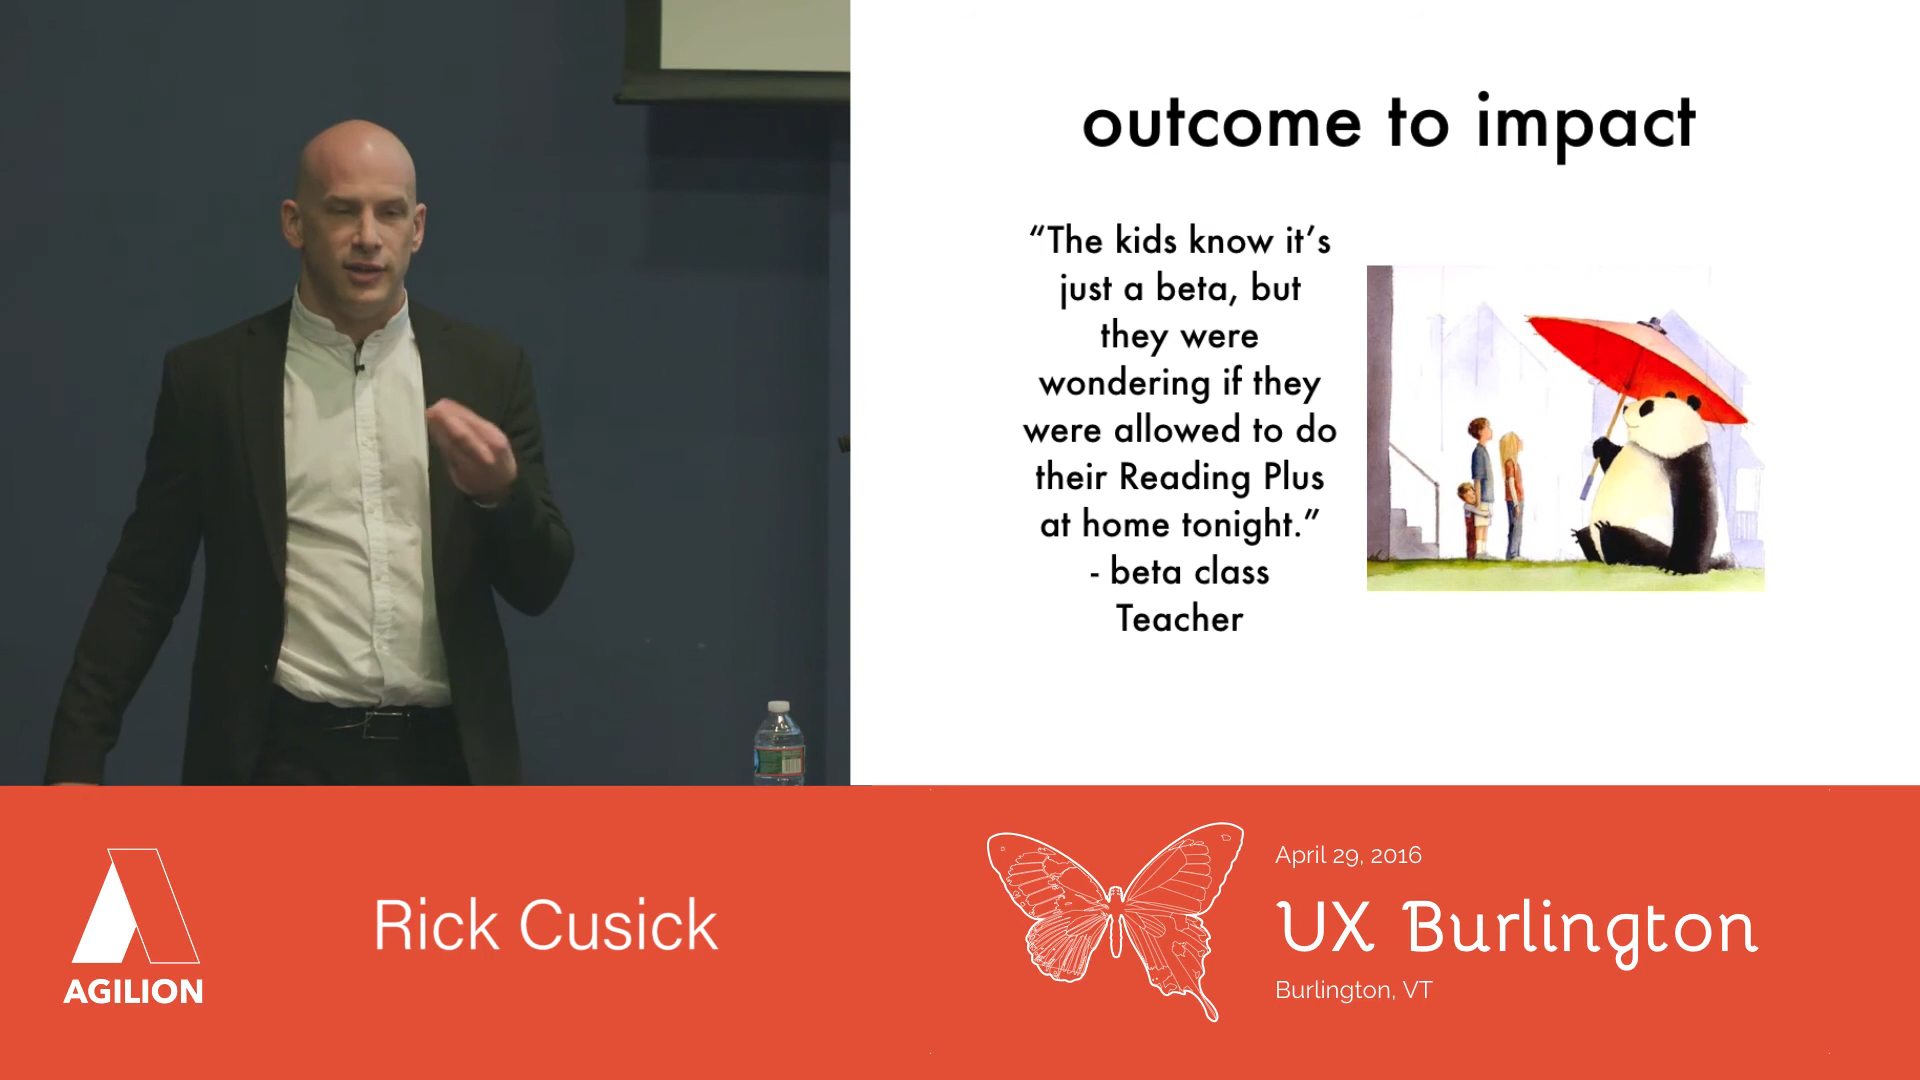 outcome to impact
“The kids know it’s
just a beta, but
they were
wondering if they
were allowed to do
their Reading Plus
at home tonight.”
- beta class
Teacher
AGILION
Rick Cusick
April 29, 2016
UX Burlington
Burlington, VT